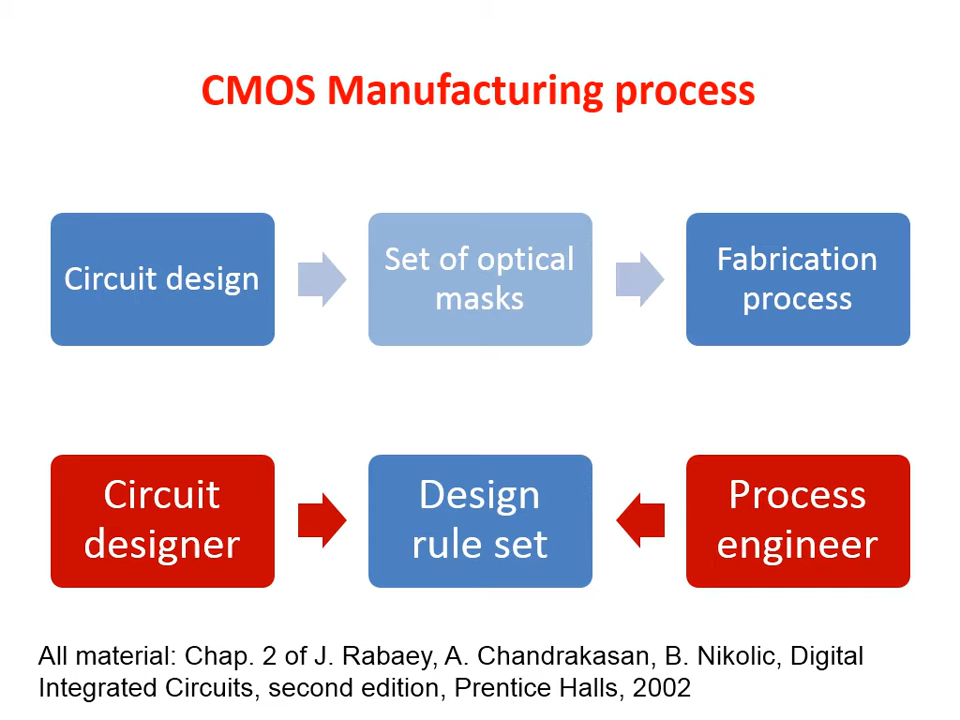 CMOS Manufacturing process
Circuit design
Set of optical
masks
Fabrication
process
Circuit
designer
Design
rule set
Process
engineer
All material: Chap. 2 of J. Rabaey, A. Chandrakasan, B. Nikolic, Digital
Integrated Circuits, second edition, Prentice Halls, 2002